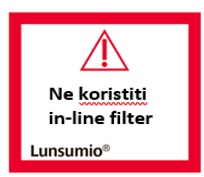 Ne koristiti
in-line filter
Lunsumio®